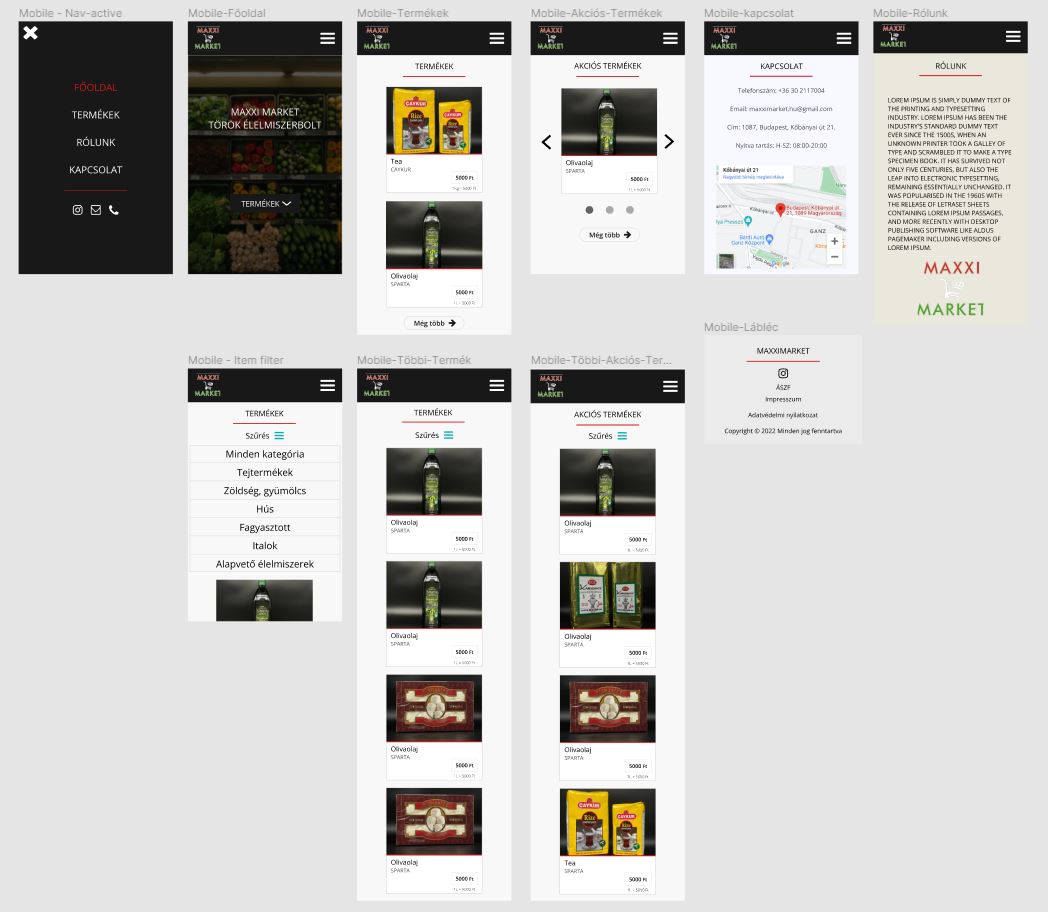 Mobile - Nav-active
FŐOLDAL
TERMÉKEK
RÓLUNK
KAPCSOLAT
Mobile-Főoldal
MAXXI
MARKET
MAXXI MARKET
TÖRÖK ÉLELMISZERBOLT
TERMÉKEK
Mobile-Termékek
MAXXI
MARKET
TERMÉKEK
CAYKUR
Rize
Tea
CAYKUR
5000 Ft
1 kg - 5000 Ft
Olivaolaj
SPARTA
5000 Ft
1 L - 5000 Ft
Még több
Mobile-Akciós-Termékek
MAXXI
MARKET
AKCIÓS TERMÉKEK
Olivaolaj
SPARTA
5000 Ft
1 L - 5000 Ft
Még több
Mobile-kapcsolat
MAXXI
MARKET
KAPCSOLAT
Telefonszám: +36 30 2117004
Email: maxximarket.hu@gmail.com
Cím: 1087, Budapest, Kőbányai út 21.
Nyitva tartás: H-SZ: 08:00-20:00
Kőbányai út 21
Nagyobb térkép megjelenítése
Budapest, Kőbányai út
21, 1089 Magyarország
GANZ
Bárdi Autó
Ganz Központ
Google
Mobile-Rólunk
MAXXI
MARKET
RÓLUNK
LOREM IPSUM IS SIMPLY DUMMY TEXT OF
THE PRINTING AND TYPESETTING
INDUSTRY. LOREM IPSUM HAS BEEN THE
INDUSTRY'S STANDARD DUMMY TEXT
EVER SINCE THE 1500S, WHEN AN
UNKNOWN PRINTER TOOK A GALLEY OF
TYPE AND SCRAMBLED IT TO MAKE A TYPE
SPECIMEN BOOK. IT HAS SURVIVED NOT
ONLY FIVE CENTURIES, BUT ALSO THE
LEAP INTO ELECTRONIC TYPESETTING,
REMAINING ESSENTIALLY UNCHANGED. IT
WAS POPULARISED IN THE 1960S WITH
THE RELEASE OF LETRASET SHEETS
CONTAINING LOREM IPSUM PASSAGES,
AND MORE RECENTLY WITH DESKTOP
PUBLISHING SOFTWARE LIKE ALDUS
PAGEMAKER INCLUDING VERSIONS OF
LOREM IPSUM.
MAXXI
MARKET
Mobile-Lábléc
MAXXIMARKET
ÁSZF
Impresszum
Adatvédelmi nyilatkozat
Copyright © 2022 Minden jog fenntartva
Mobile - Item filter
MAXXI
MARKET
TERMÉKEK
Szűrés
Minden kategória
Tejtermékek
Zöldség, gyümölcs
Hús
Fagyasztott
Italok
Alapvető élelmiszerek
Mobile-Többi-Termék
MAXXI
MARKET
TERMÉKEK
Szűrés
Olivaolaj
SPARTA
5000 Ft
1 L - 5000 Ft
Olivaolaj
SPARTA
5000 Ft
1 L - 5000 Ft
Olivaolaj
SPARTA
5000 Ft
1 L - 5000 Ft
Olivaolaj
SPARTA
5000 Ft
1 L - 5000 Ft
Mobile-Többi-Akciós-Ter...
MAXXI
MARKET
AKCIÓS TERMÉKEK
Szűrés
Olivaolaj
SPARTA
5000 Ft
1L - 5000 Ft
Olivaolaj
SPARTA
5000 Ft
1L - 5000 Ft
Olivaolaj
SPARTA
5000 Ft
1L - 5000 Ft
CAYKUR
Rize
Tea
SPARTA
5000 Ft
1L - 5000 Ft